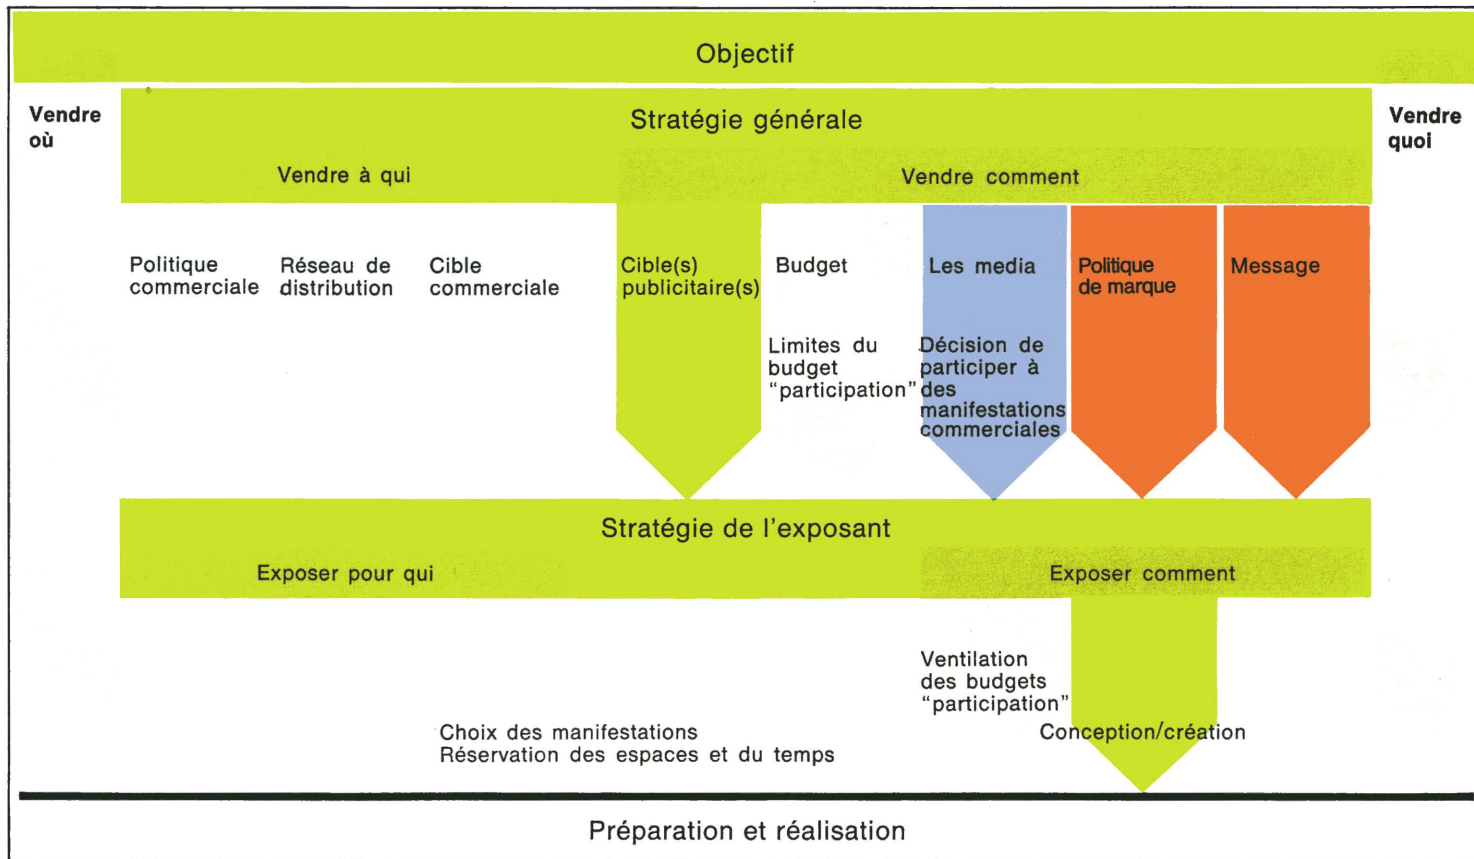 Objectif
Vendre
où
Stratégie générale
Vendre
quoi
Vendre à qui
Vendre comment
Politique
commerciale
Réseau de
distribution
Cible
commerciale
Cible(s)
publicitaire(s)
Budget
Les media
Politique
de marque
Message
Limites du
budget
“participation”
Décision de
participer à
des
manifestations
commerciales
Stratégie de l'exposant
Exposer pour qui
Exposer comment
Ventilation
des budgets
“participation”
Choix des manifestations
Réservation des espaces et du temps
Conception/création
Préparation et réalisation